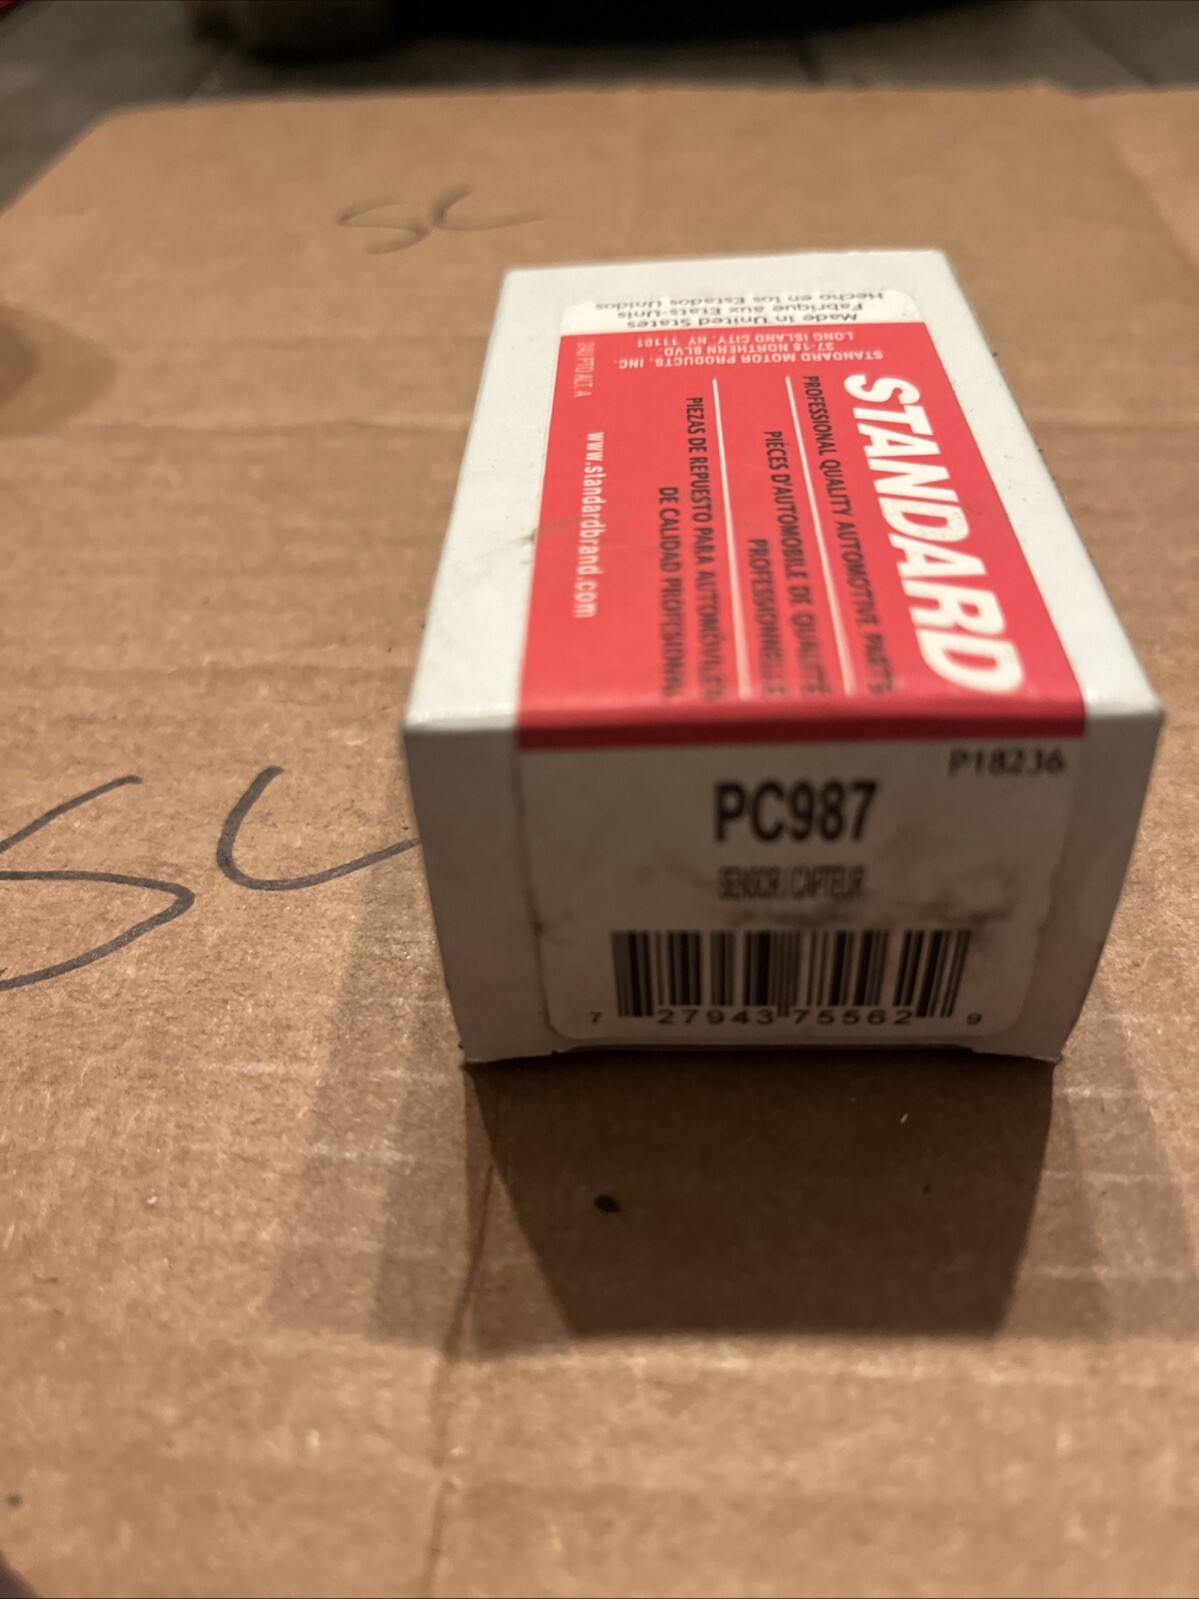 SC
Made in United States
Fabriqué aux États-Unis
Hecho en los Estados Unidos
STANDARD MOTOR PRODUCTS, INC.
37-18 NORTHERN BLVD.
LONG ISLAND CITY, NY 11101
STANDARD
PROFESSIONAL QUALITY AUTOMOTIVE PARTS
PIÈCES D'AUTOMOBILE DE QUALITÉ
PROFESSIONNELLE
PIEZAS DE REPUESTO PARA AUTOMÓVILES
DE CALIDAD PROFESIONAL
www.standardbrand.com
P18236
PC987
SENSOR / CAPTEUR
7 27943 75562 9
SC